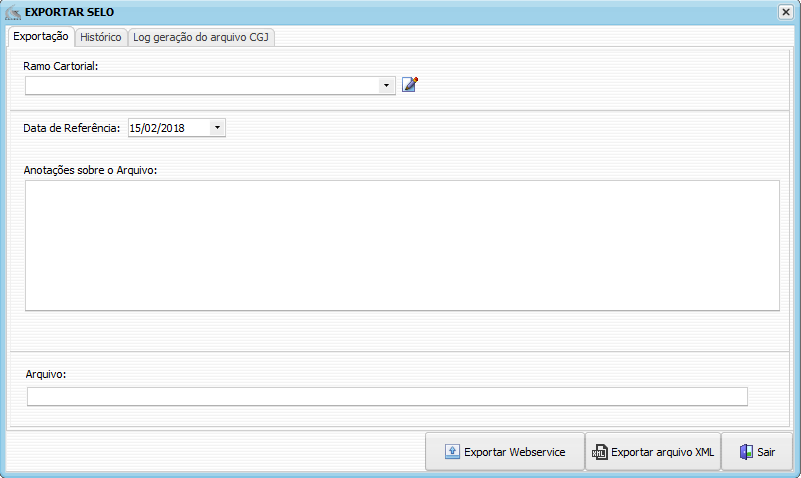 EXPORTAR SELO
Exportação Histórico Log geração do arquivo CGJ
Ramo Cartorial:
Data de Referência: 15/02/2018
Anotações sobre o Arquivo:
Arquivo:
Exportar Webservice XML Exportar arquivo XML Sair